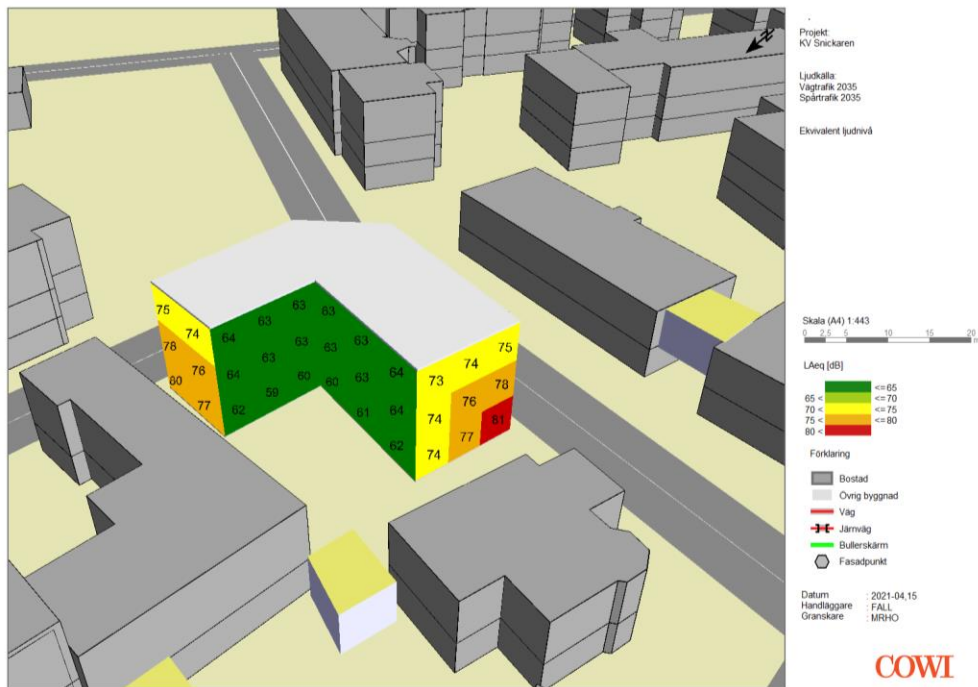 .
Projekt:
KV Snickaren
Ljudkälla:
Vägtrafik 2035
Spårtrafik 2035
Ekvivalent ljudnivå
N
75
74
78
76
60
77
64
63
63
63
64
63
63
63
63
64
62
59
60
60
63
64
61
62
73
74
75
74
76
78
74
77
81
Skala (A4) 1:443
0 2.5 5 10 15 20
m
LAeq [dB]
<=65
65 < <=70
70 < <=75
75 < <=80
80 <
Förklaring
Bostad
Övrig byggnad
Väg
Järnväg
Bullerskärm
Fasadpunkt
Datum : 2021-04,15
Handläggare : FALL
Granskare : MRHO
COWI